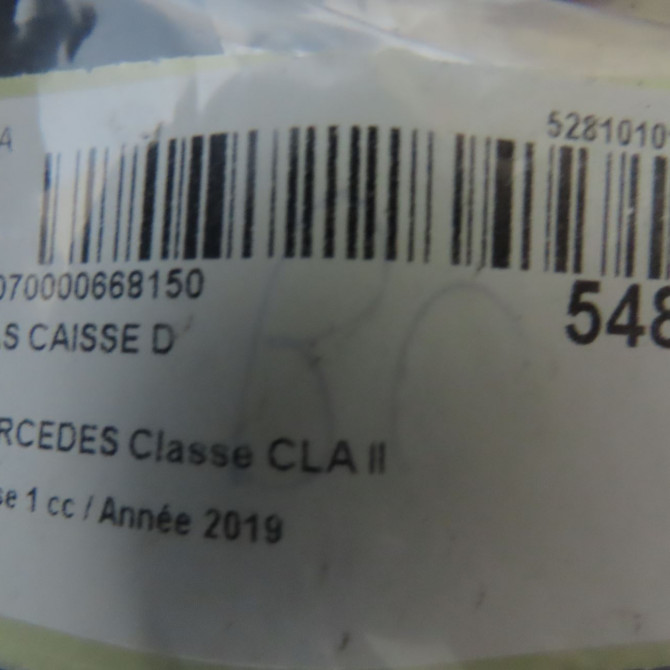 A 5281010
070000668150 548
S CAISSE D
RCEDES Classe CLA II
se 1 cc / Année 2019